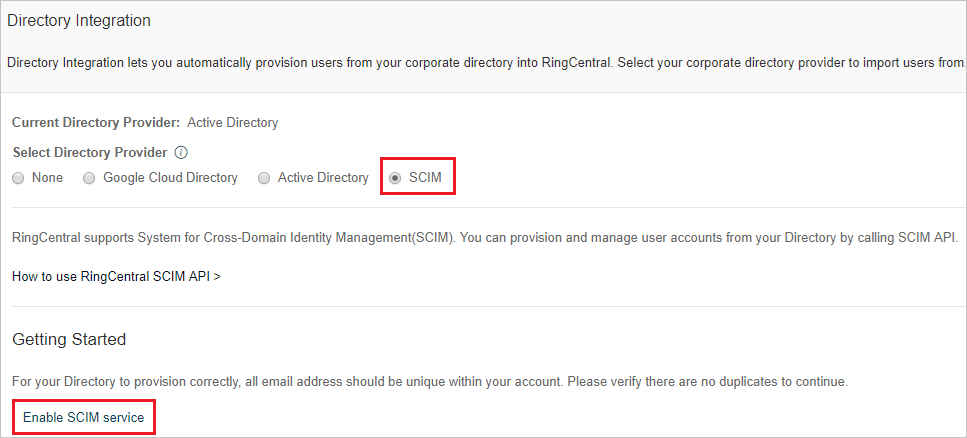 Directory Integration
Directory Integration lets you automatically provision users from your corporate directory into RingCentral. Select your corporate directory provider to import users from.
Current Directory Provider: Active Directory
Select Directory Provider
None Google Cloud Directory Active Directory SCIM
RingCentral supports System for Cross-Domain Identity Management(SCIM). You can provision and manage user accounts from your Directory by calling SCIM API.
How to use RingCentral SCIM API >
Getting Started
For your Directory to provision correctly, all email address should be unique within your account. Please verify there are no duplicates to continue.
Enable SCIM service